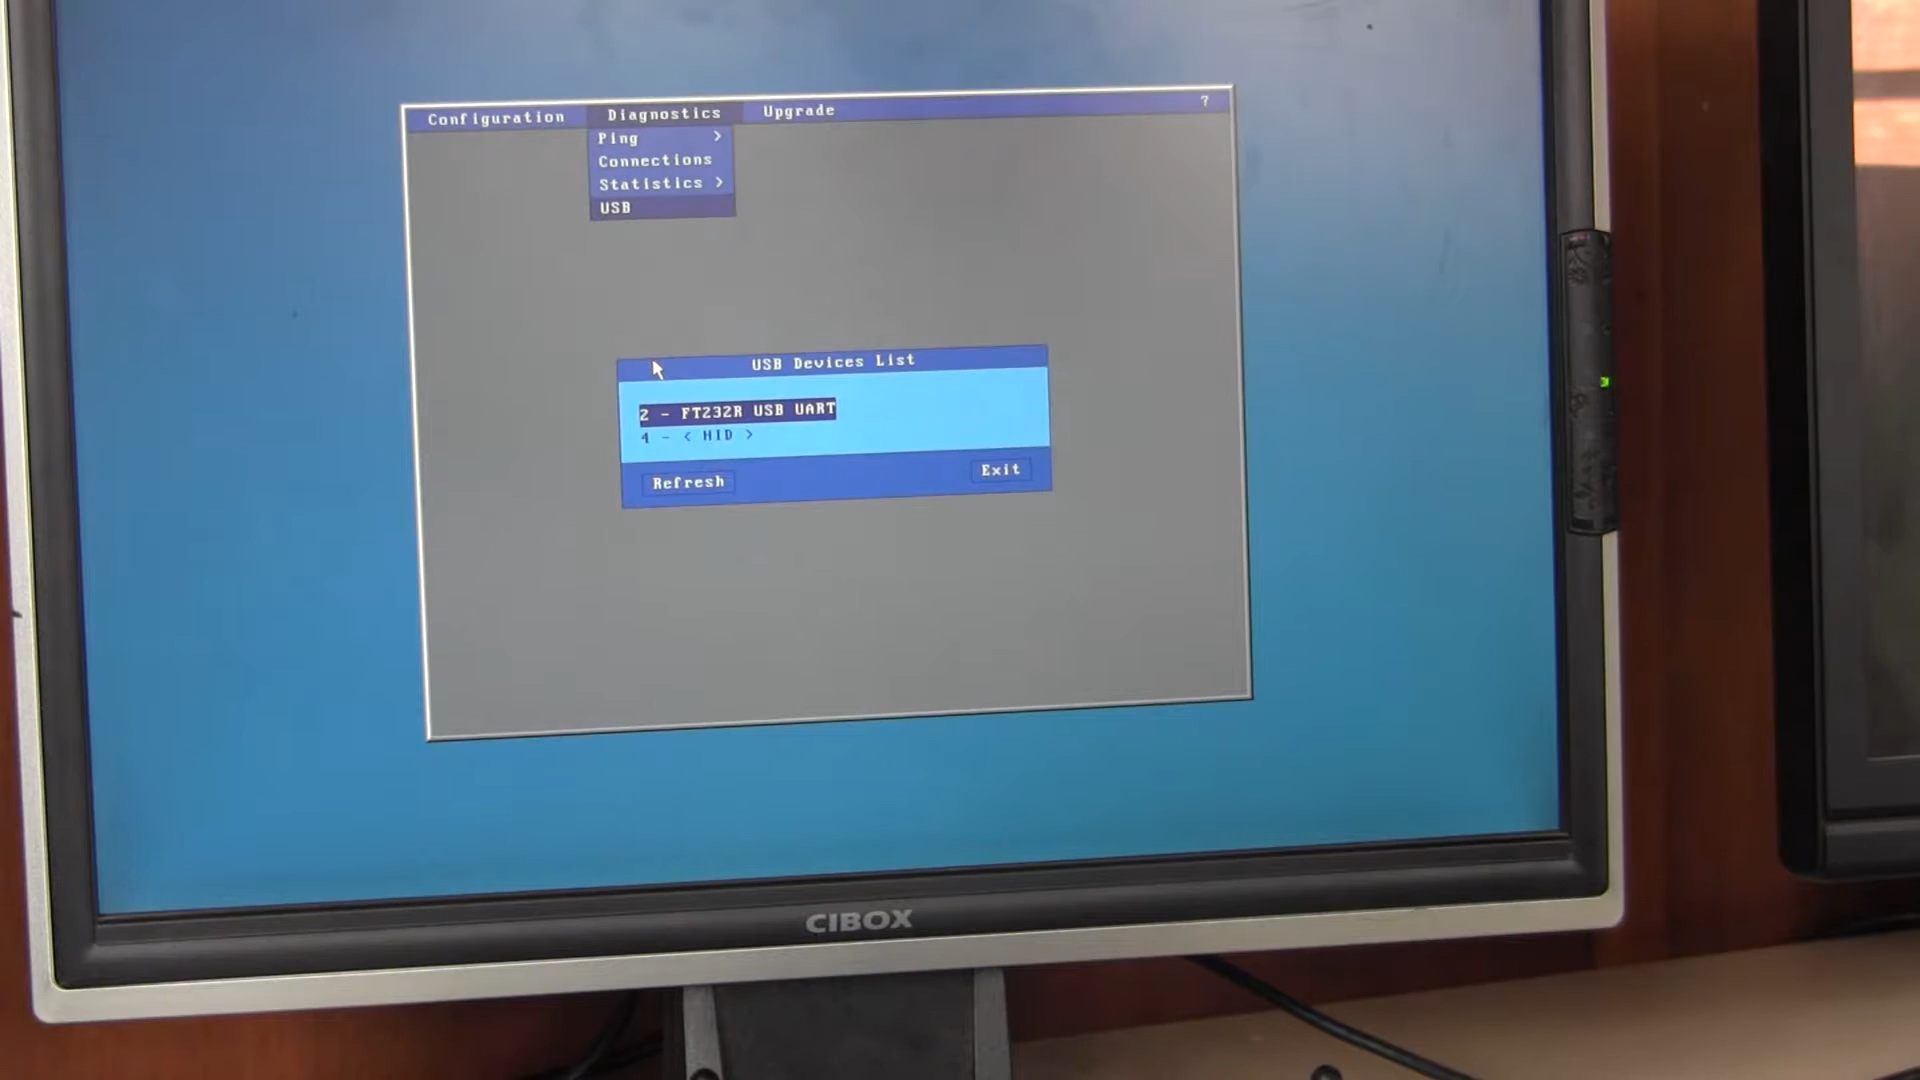 Configuration Diagnostics Upgrade ?
Ping >
Connections
Statistics >
USB
USB Devices List
2 - FT232R USB UART
4 - < HID >
Refresh Exit
CIBOX